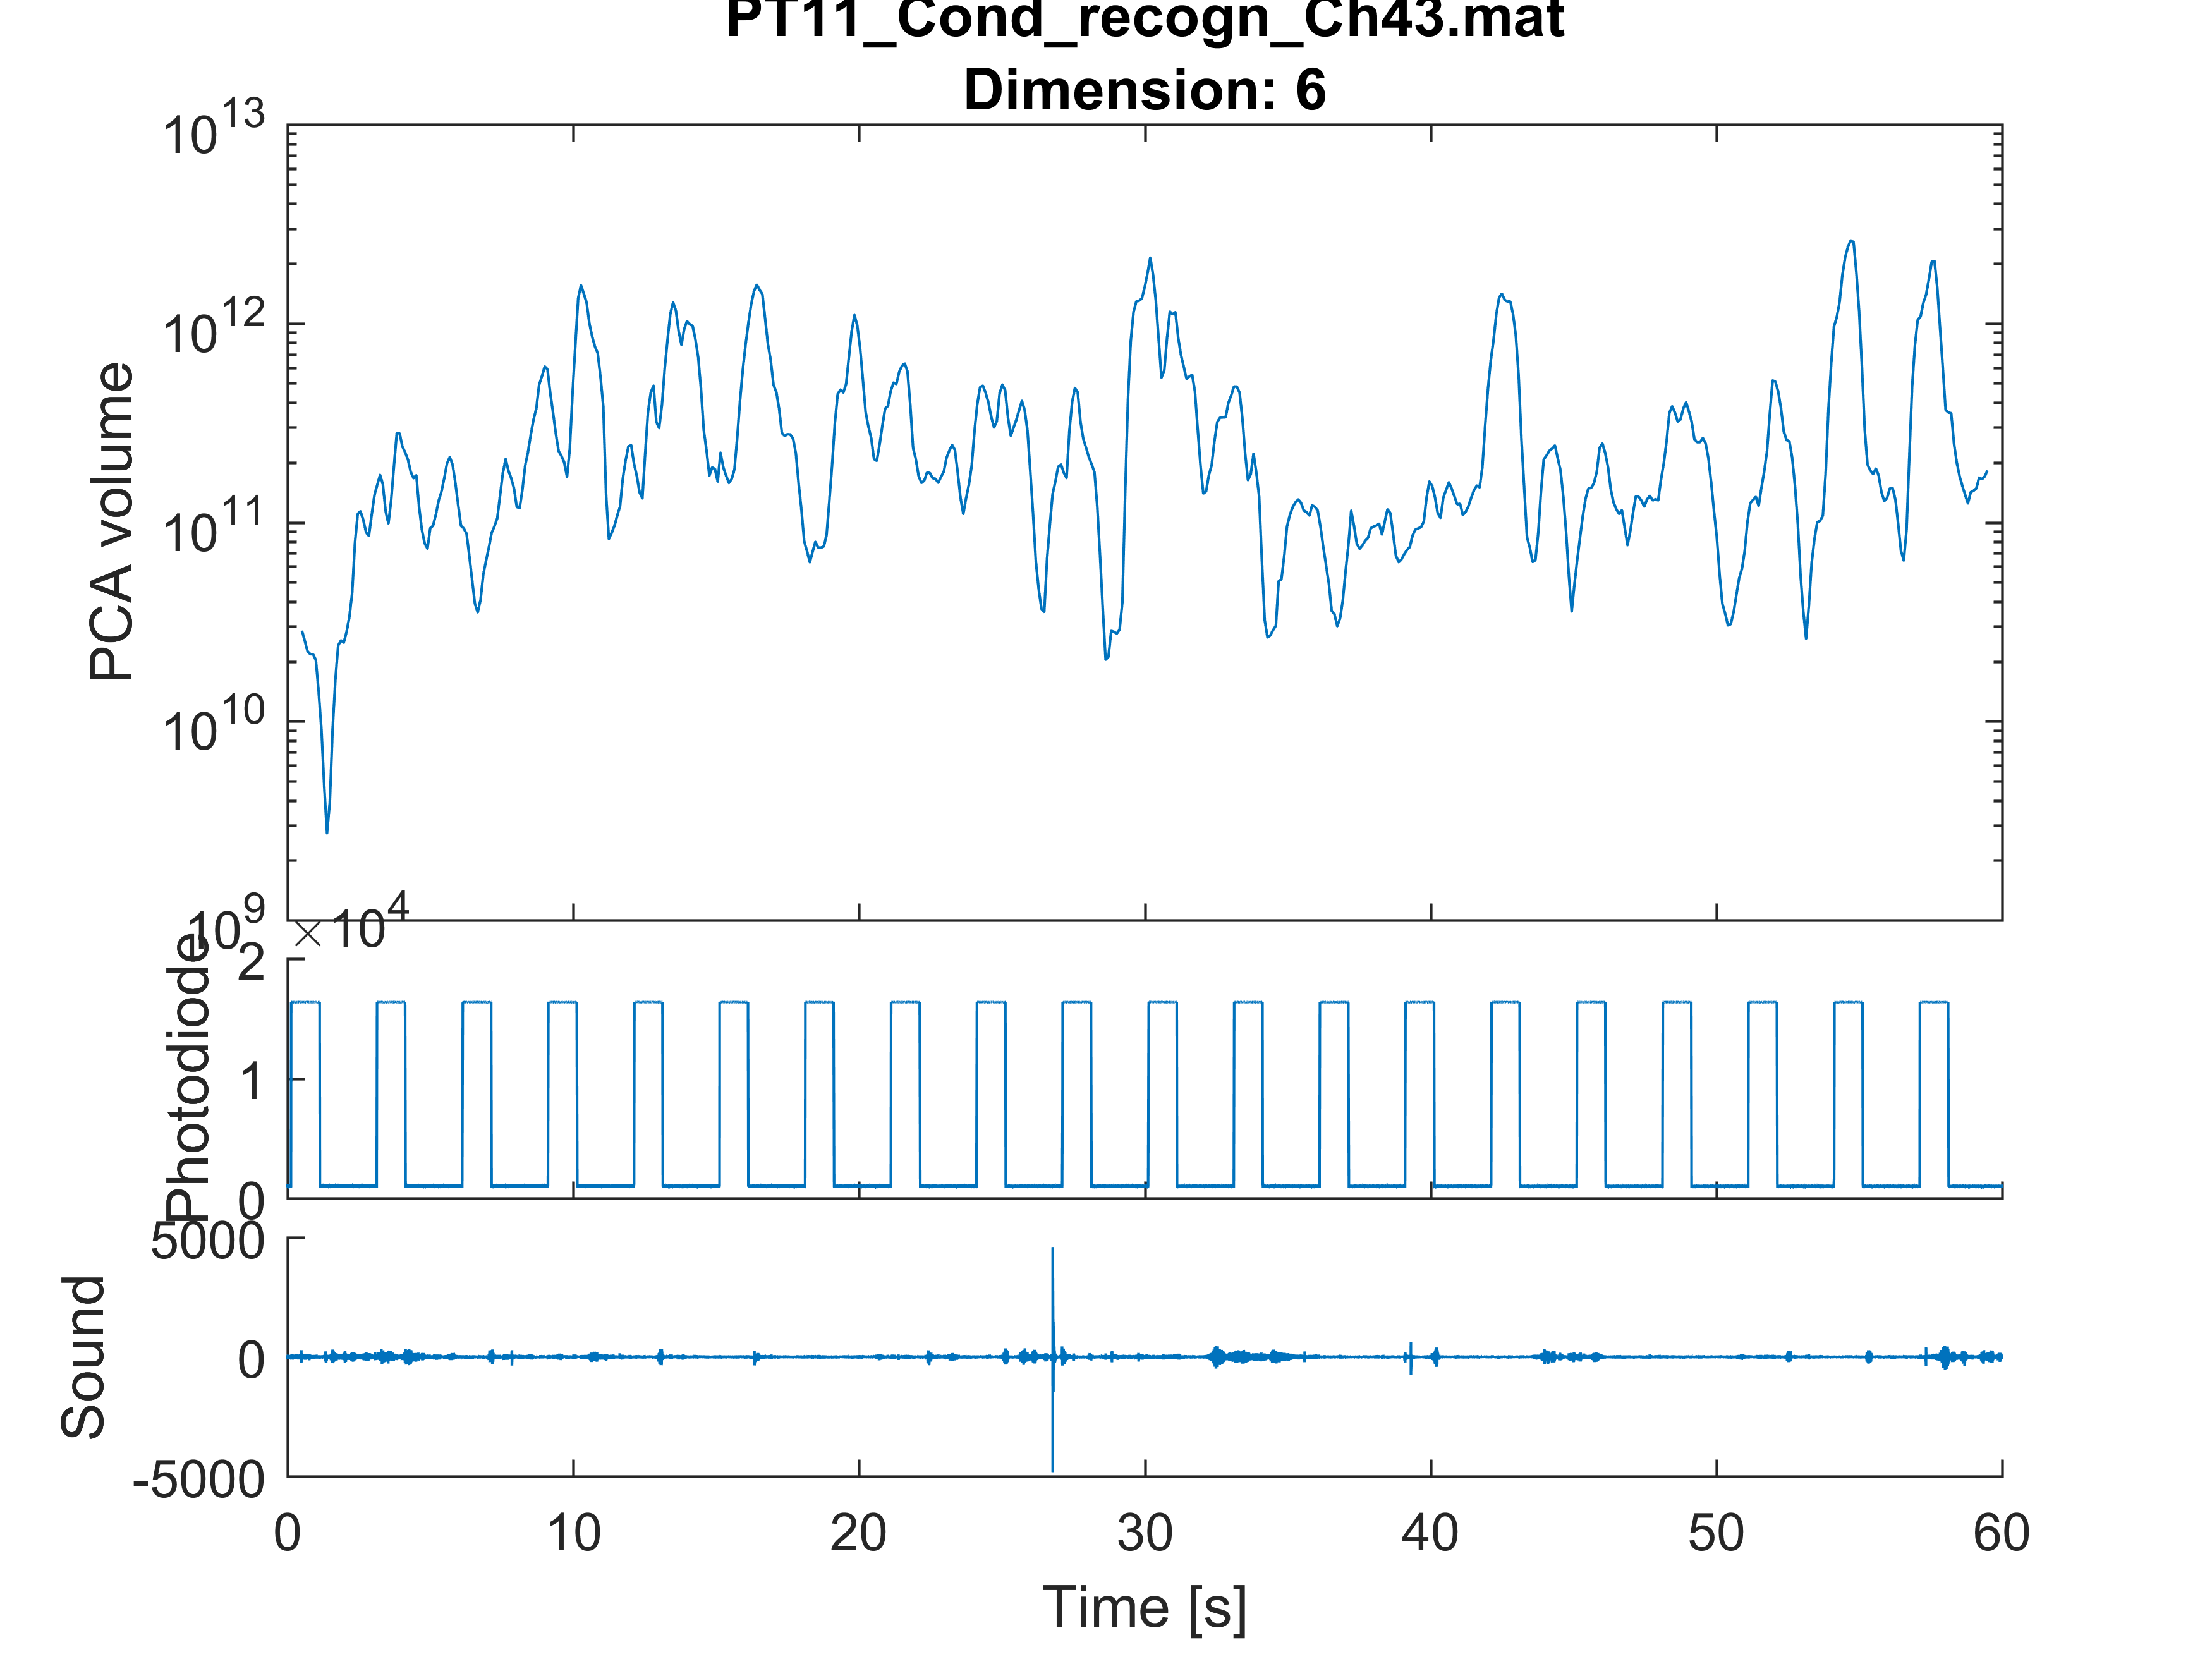 PT11_Cond_recogn_Ch43.mat
Dimension: 6
10^13
10^12
10^11
10^10
10^9
PCA volume
× 10^4
2
1
0
Photodiode
5000
0
-5000
Sound
0 10 20 30 40 50 60
Time [s]